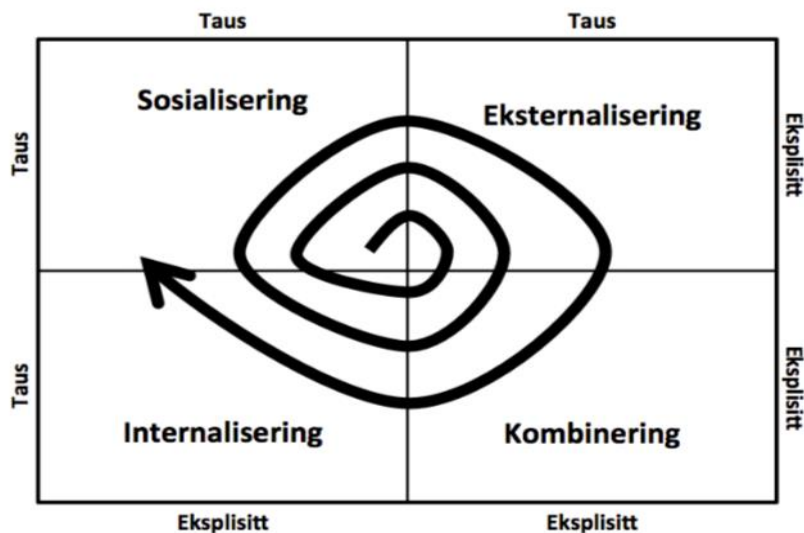 Taus
Taus
Sosialisering
Eksternalisering
Taus
Eksplisitt
Taus
Eksplisitt
Internalisering
Kombinering
Eksplisitt
Eksplisitt